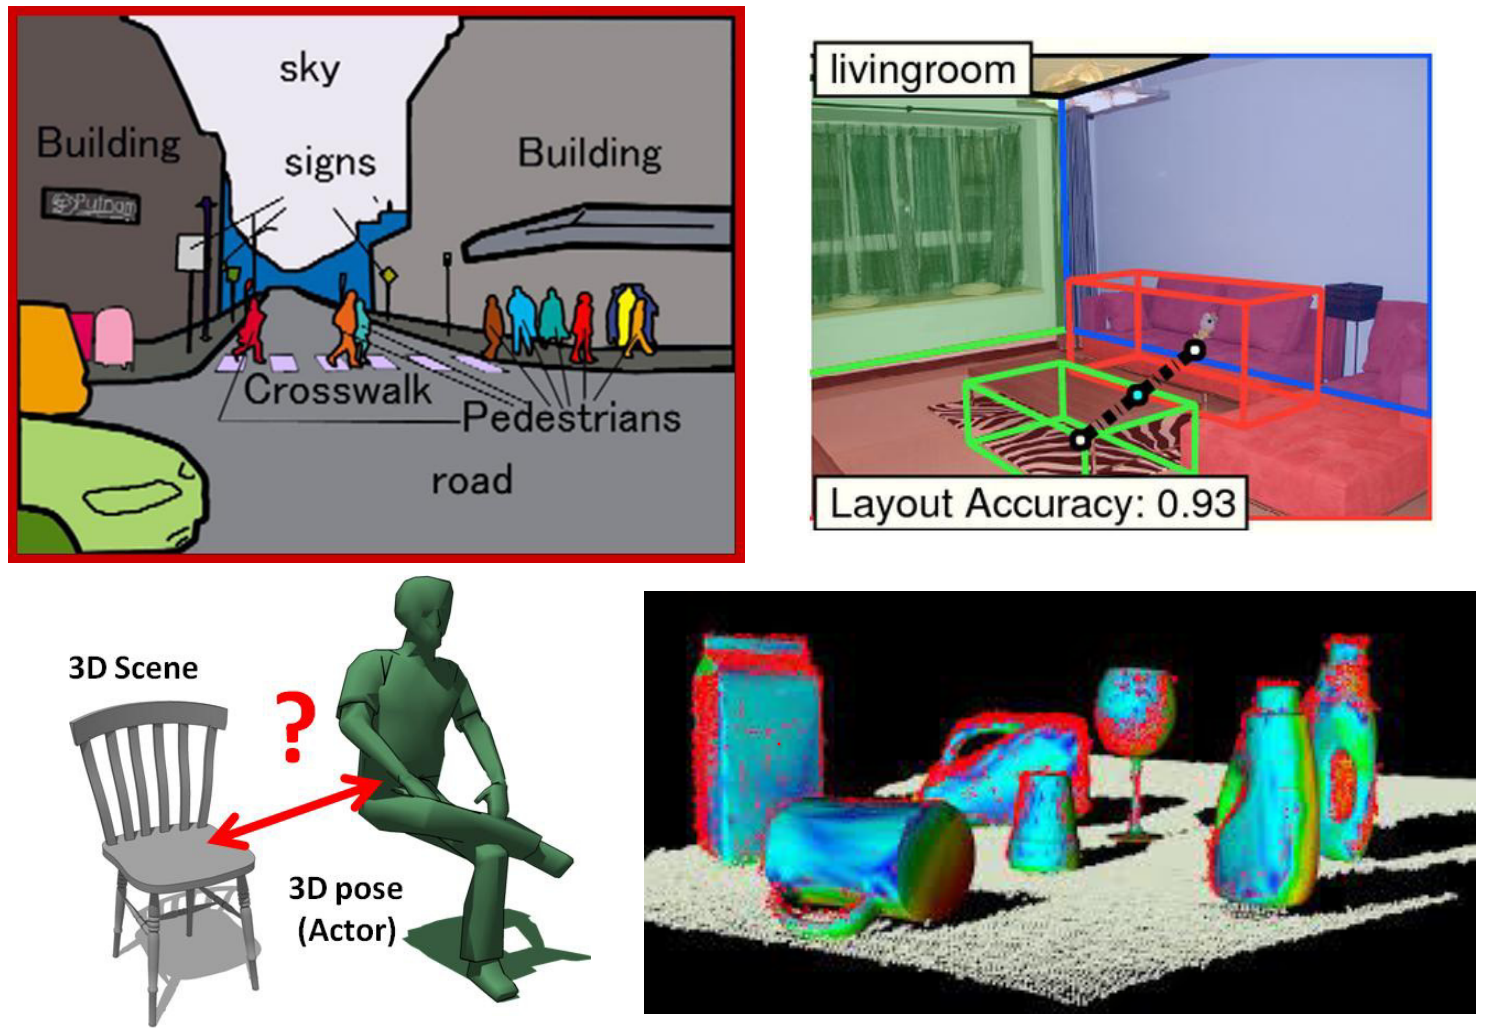 sky
Building
signs
Building
Putnam
Crosswalk
Pedestrians
road
livingroom
Layout Accuracy: 0.93
3D Scene
?
3D pose
(Actor)